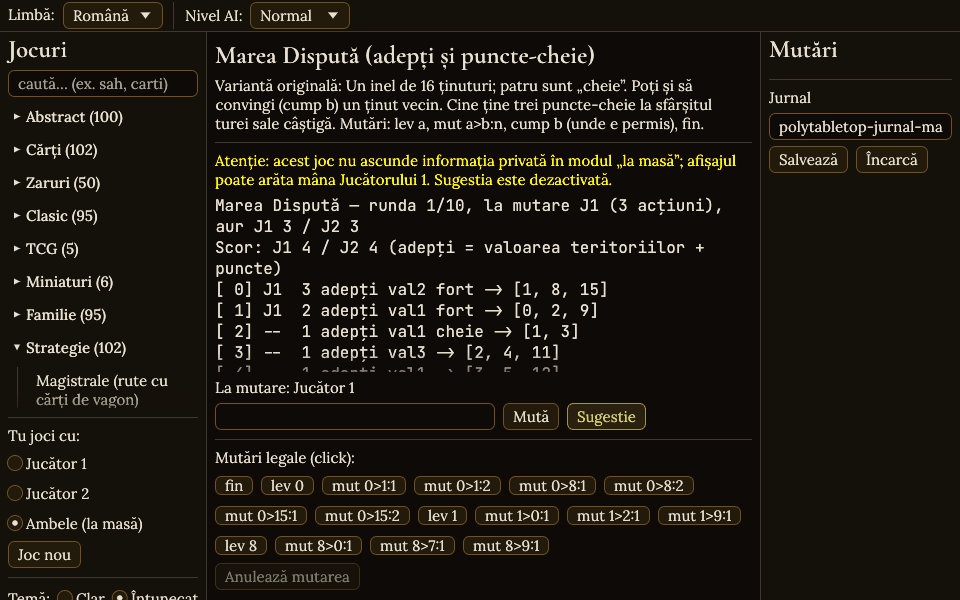 Limbă: Română ▼ Nivel AI: Normal ▼
Jocuri
caută... (ex. sah, carti)
▸ Abstract (100)
▸ Cărți (102)
▸ Zaruri (50)
▸ Clasic (95)
▸ TCG (5)
▸ Miniaturi (6)
▸ Familie (95)
▾ Strategie (102)
Magistrale (rute cu
cărți de vagon)
Tu joci cu:
Jucător 1
Jucător 2
Ambele (la masă)
Joc nou
Temă: Clar Întunecat
Marea Dispută (adepți și puncte-cheie)
Variantă originală: Un inel de 16 ținuturi; patru sunt „cheie”. Poți și să
convingi (cump b) un ținut vecin. Cine ține trei puncte-cheie la sfârșitul
turei sale câștigă. Mutări: lev a, mut a>b:n, cump b (unde e permis), fin.
Atenție: acest joc nu ascunde informația privată în modul „la masă”; afișajul
poate arăta mâna Jucătorului 1. Sugestia este dezactivată.
Marea Dispută — runda 1/10, la mutare J1 (3 acțiuni),
aur J1 3 / J2 3
Scor: J1 4 / J2 4 (adepți = valoarea teritoriilor +
puncte)
[ 0] J1  3 adepți val2 fort -> [1, 8, 15]
[ 1] J1  2 adepți val1 fort -> [0, 2, 9]
[ 2] --  1 adepți val1 cheie -> [1, 3]
[ 3] --  1 adepți val3 -> [2, 4, 11]
[ 4] --  1 adepți val1 -> [3, 5, 12]
La mutare: Jucător 1
Mută Sugestie
Mutări legale (click):
fin lev 0 mut 0>1:1 mut 0>1:2 mut 0>8:1 mut 0>8:2
mut 0>15:1 mut 0>15:2 lev 1 mut 1>0:1 mut 1>2:1 mut 1>9:1
lev 8 mut 8>0:1 mut 8>7:1 mut 8>9:1
Anulează mutarea
Mutări
Jurnal
polytabletop-jurnal-ma
Salvează Încarcă